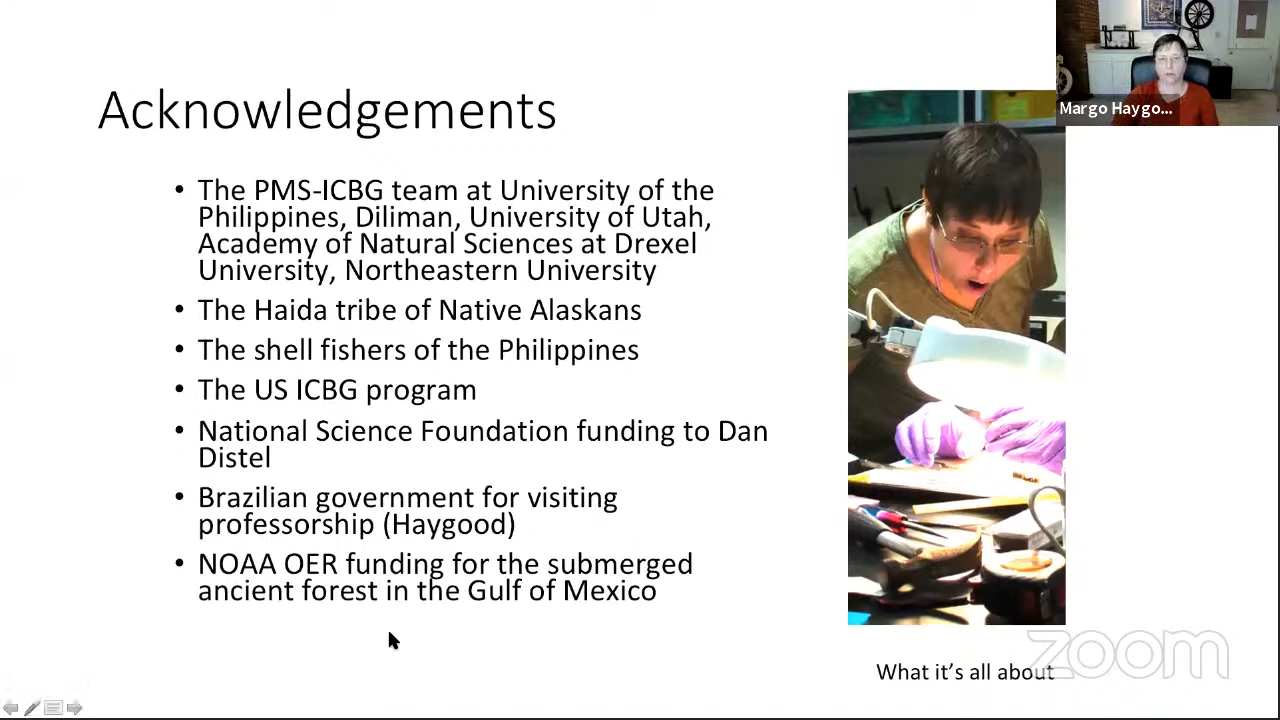 Acknowledgements
Margo Haygo...
• The PMS-ICBG team at University of the
Philippines, Diliman, University of Utah,
Academy of Natural Sciences at Drexel
University, Northeastern University
• The Haida tribe of Native Alaskans
• The shell fishers of the Philippines
• The US ICBG program
• National Science Foundation funding to Dan
Distel
• Brazilian government for visiting
professorship (Haygood)
• NOAA OER funding for the submerged
ancient forest in the Gulf of Mexico
What it's all about
zoom